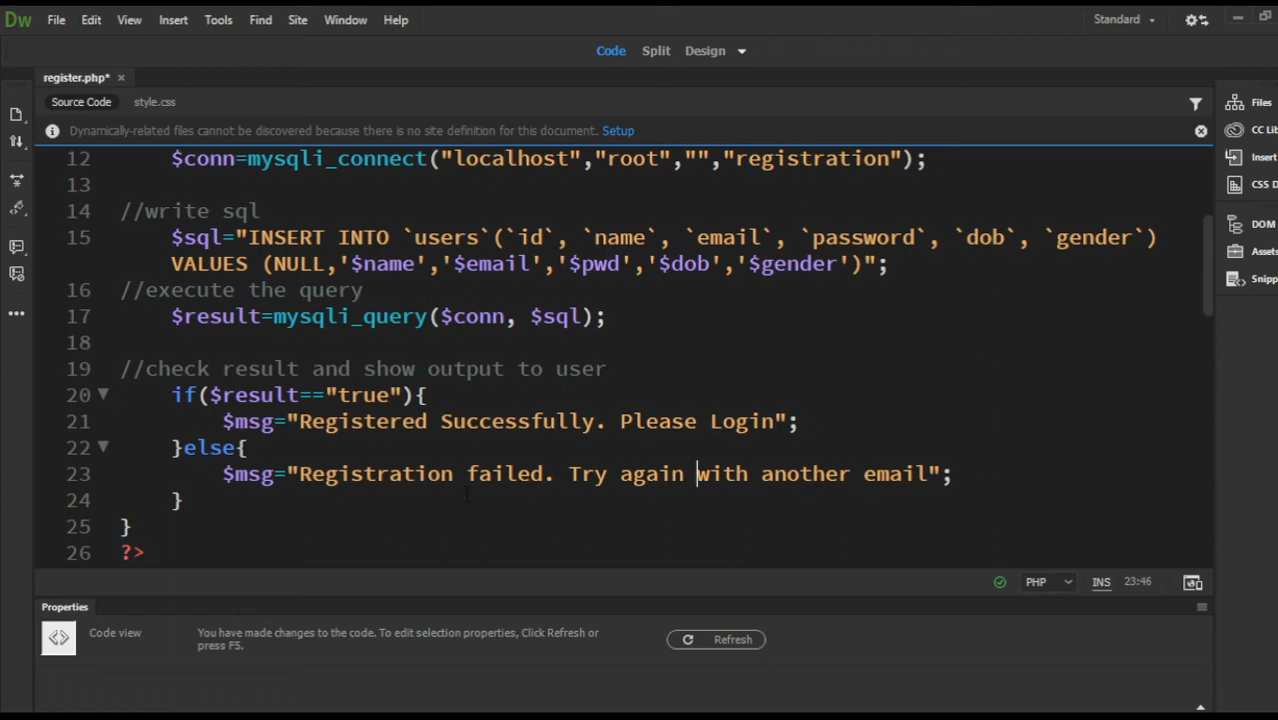 Dw File Edit View Insert Tools Find Site Window Help Standard
Code Split Design
register.php* ×
Source Code style.css
Dynamically-related files cannot be discovered because there is no site definition for this document. Setup
12 $conn=mysqli_connect("localhost","root","","registration");
13
14 //write sql
15 $sql="INSERT INTO `users`(`id`, `name`, `email`, `password`, `dob`, `gender`)
VALUES (NULL,'$name','$email','$pwd','$dob','$gender')";
16 //execute the query
17 $result=mysqli_query($conn, $sql);
18
19 //check result and show output to user
20 if($result=="true"){
21 $msg="Registered Successfully. Please Login";
22 }else{
23 $msg="Registration failed. Try again with another email";
24 }
25 }
26 ?>
Files
CC Lib
Insert
CSS D
DOM
Assets
Snipp
PHP INS 23:46
Properties
Code view
You have made changes to the code. To edit selection properties, Click Refresh or
press F5.
Refresh